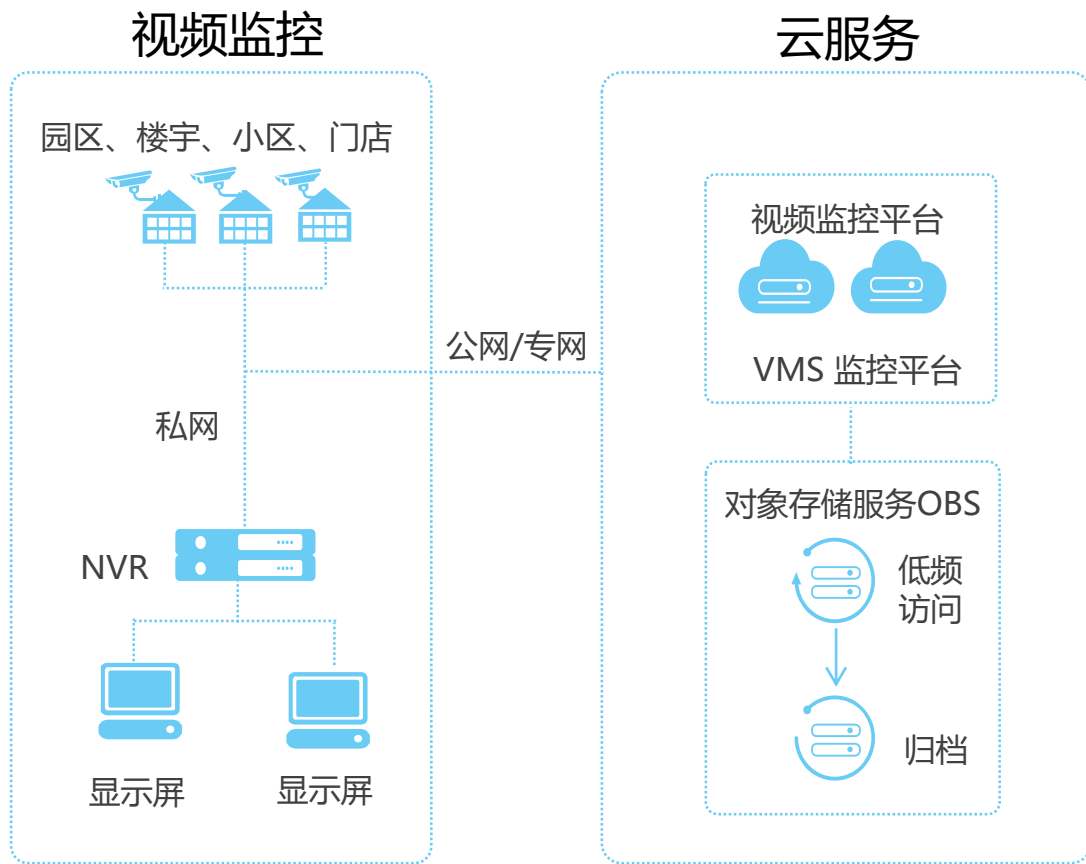 视频监控
云服务
园区、楼宇、小区、门店
视频监控平台
公网/专网
VMS 监控平台
私网
对象存储服务OBS
NVR
低频
访问
归档
显示屏
显示屏